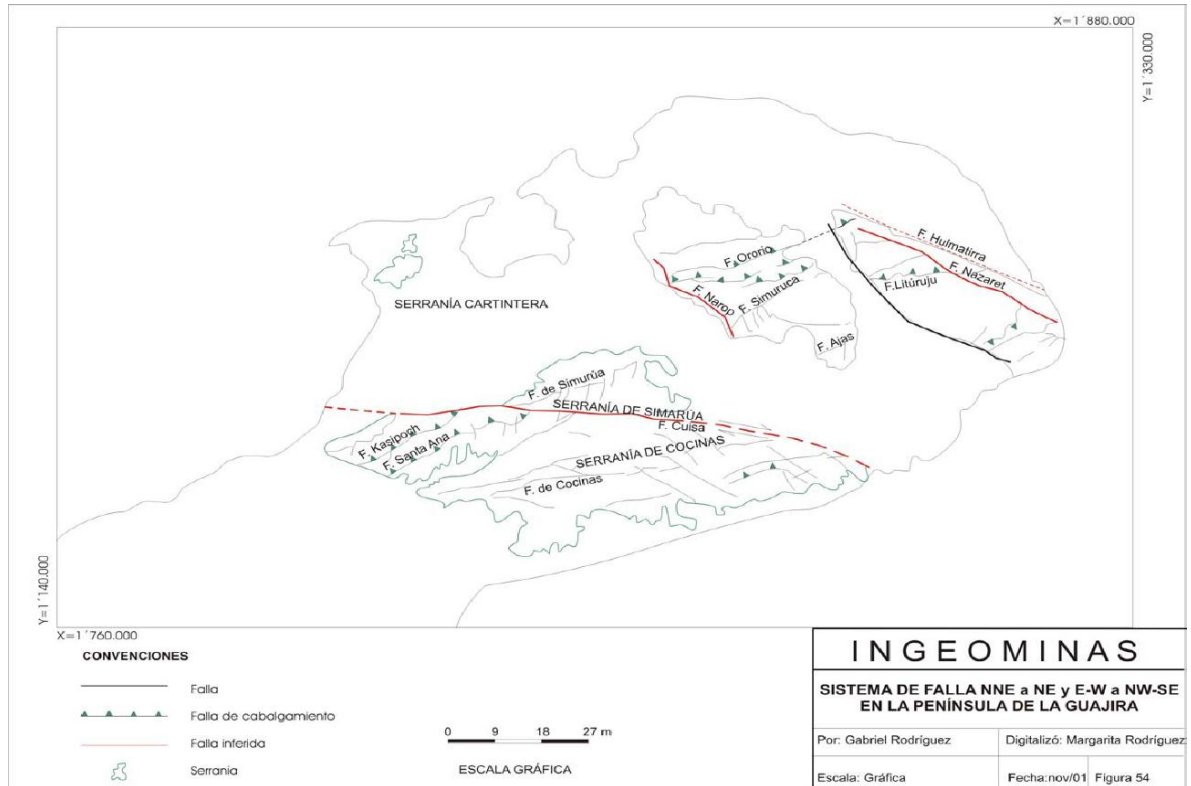 X=1´880.000
Y=1´330.000
F. Hulmatirra
F. Nazaret
F. Ororio
F.Litúruju
F. Narop
F. Simuruca
SERRANÍA CARTINTERA
F. Ajas
F. de Simurúa
SERRANÍA DE SIMARÚA
F. Cuisa
F. Kasiposh
F. Santa Ana
SERRANÍA DE COCINAS
F. de Cocinas
Y=1´140.000
X=1´760.000
CONVENCIONES
Falla
Falla de cabalgamiento
Falla inferida
Serrania
0 9 18 27 m
ESCALA GRÁFICA
INGEOMINAS
SISTEMA DE FALLA NNE a NE y E-W a NW-SE
EN LA PENÍNSULA DE LA GUAJIRA
Por: Gabriel Rodríguez
Digitalizó: Margarita Rodríguez
Escala: Gráfica
Fecha:nov/01
Figura 54